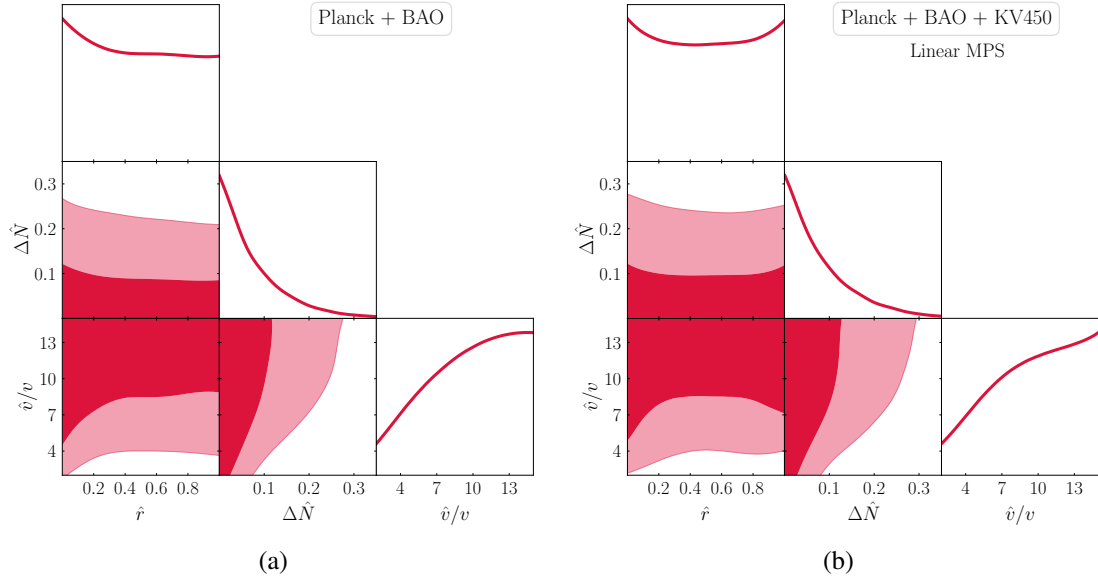 Planck + BAO
0.3
0.2
0.1
ΔN̂
13
10
7
4
v̂/v
0.2 0.4 0.6 0.8
r̂
0.1 0.2 0.3
ΔN̂
4 7 10 13
v̂/v
(a)
Planck + BAO + KV450
Linear MPS
0.3
0.2
0.1
ΔN̂
13
10
7
4
v̂/v
0.2 0.4 0.6 0.8
r̂
0.1 0.2 0.3
ΔN̂
4 7 10 13
v̂/v
(b)